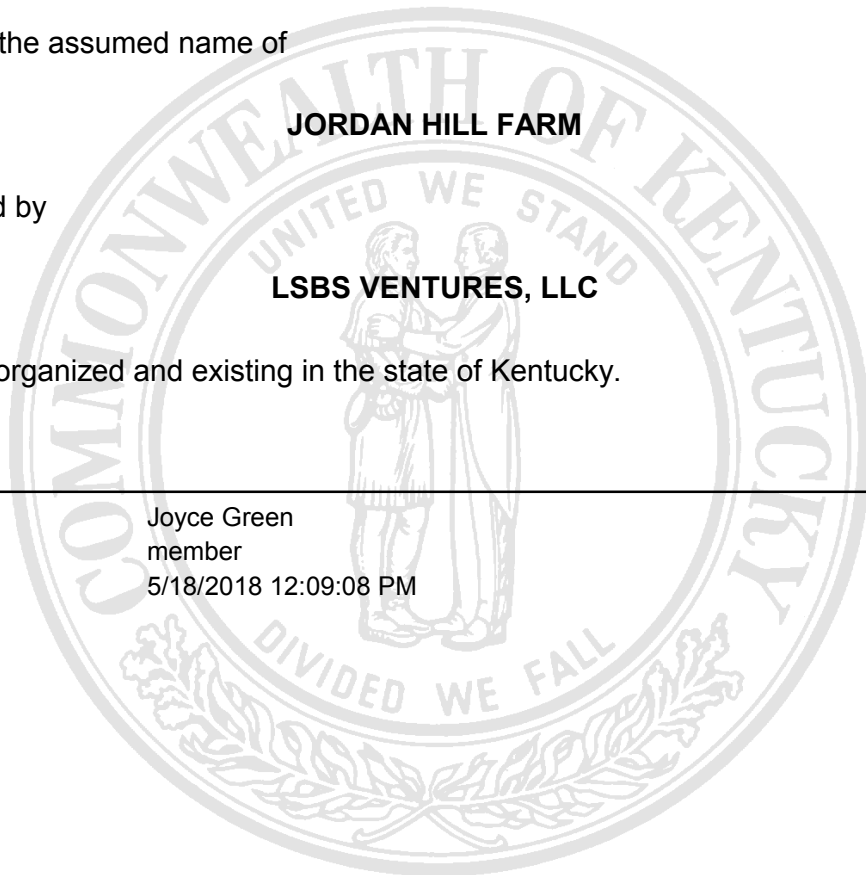 the assumed name of
JORDAN HILL FARM
d by
LSBS VENTURES, LLC
organized and existing in the state of Kentucky.
Joyce Green
member
5/18/2018 12:09:08 PM
COMMONWEALTH OF KENTUCKY
UNITED WE STAND
DIVIDED WE FALL